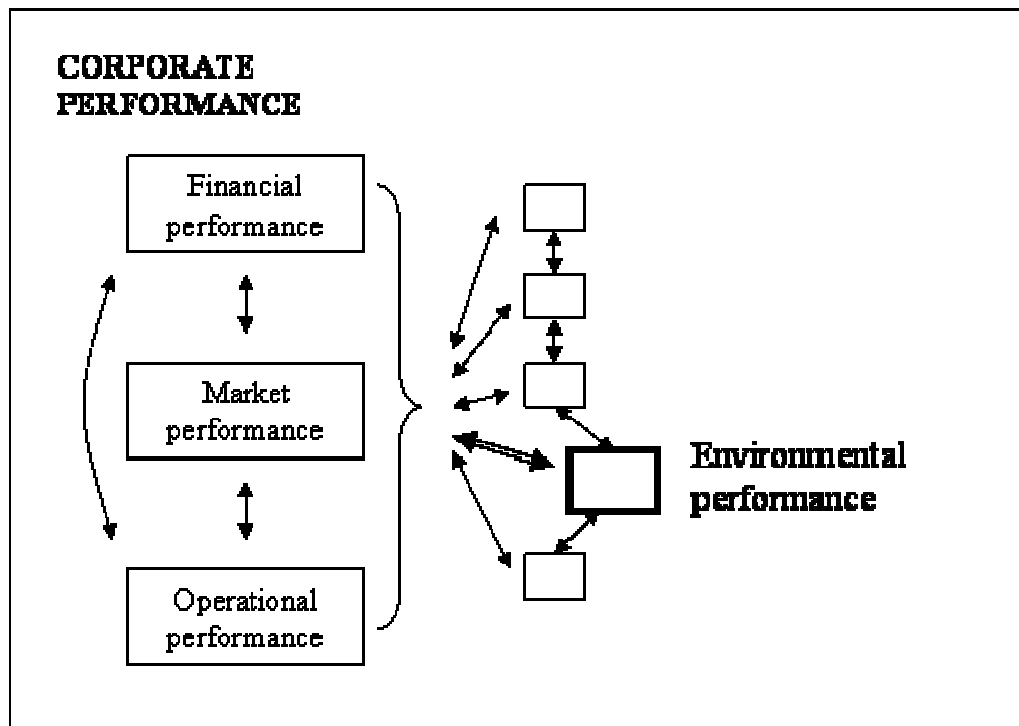 CORPORATE
PERFORMANCE
Financial
performance
Market
performance
Operational
performance
Environmental
performance